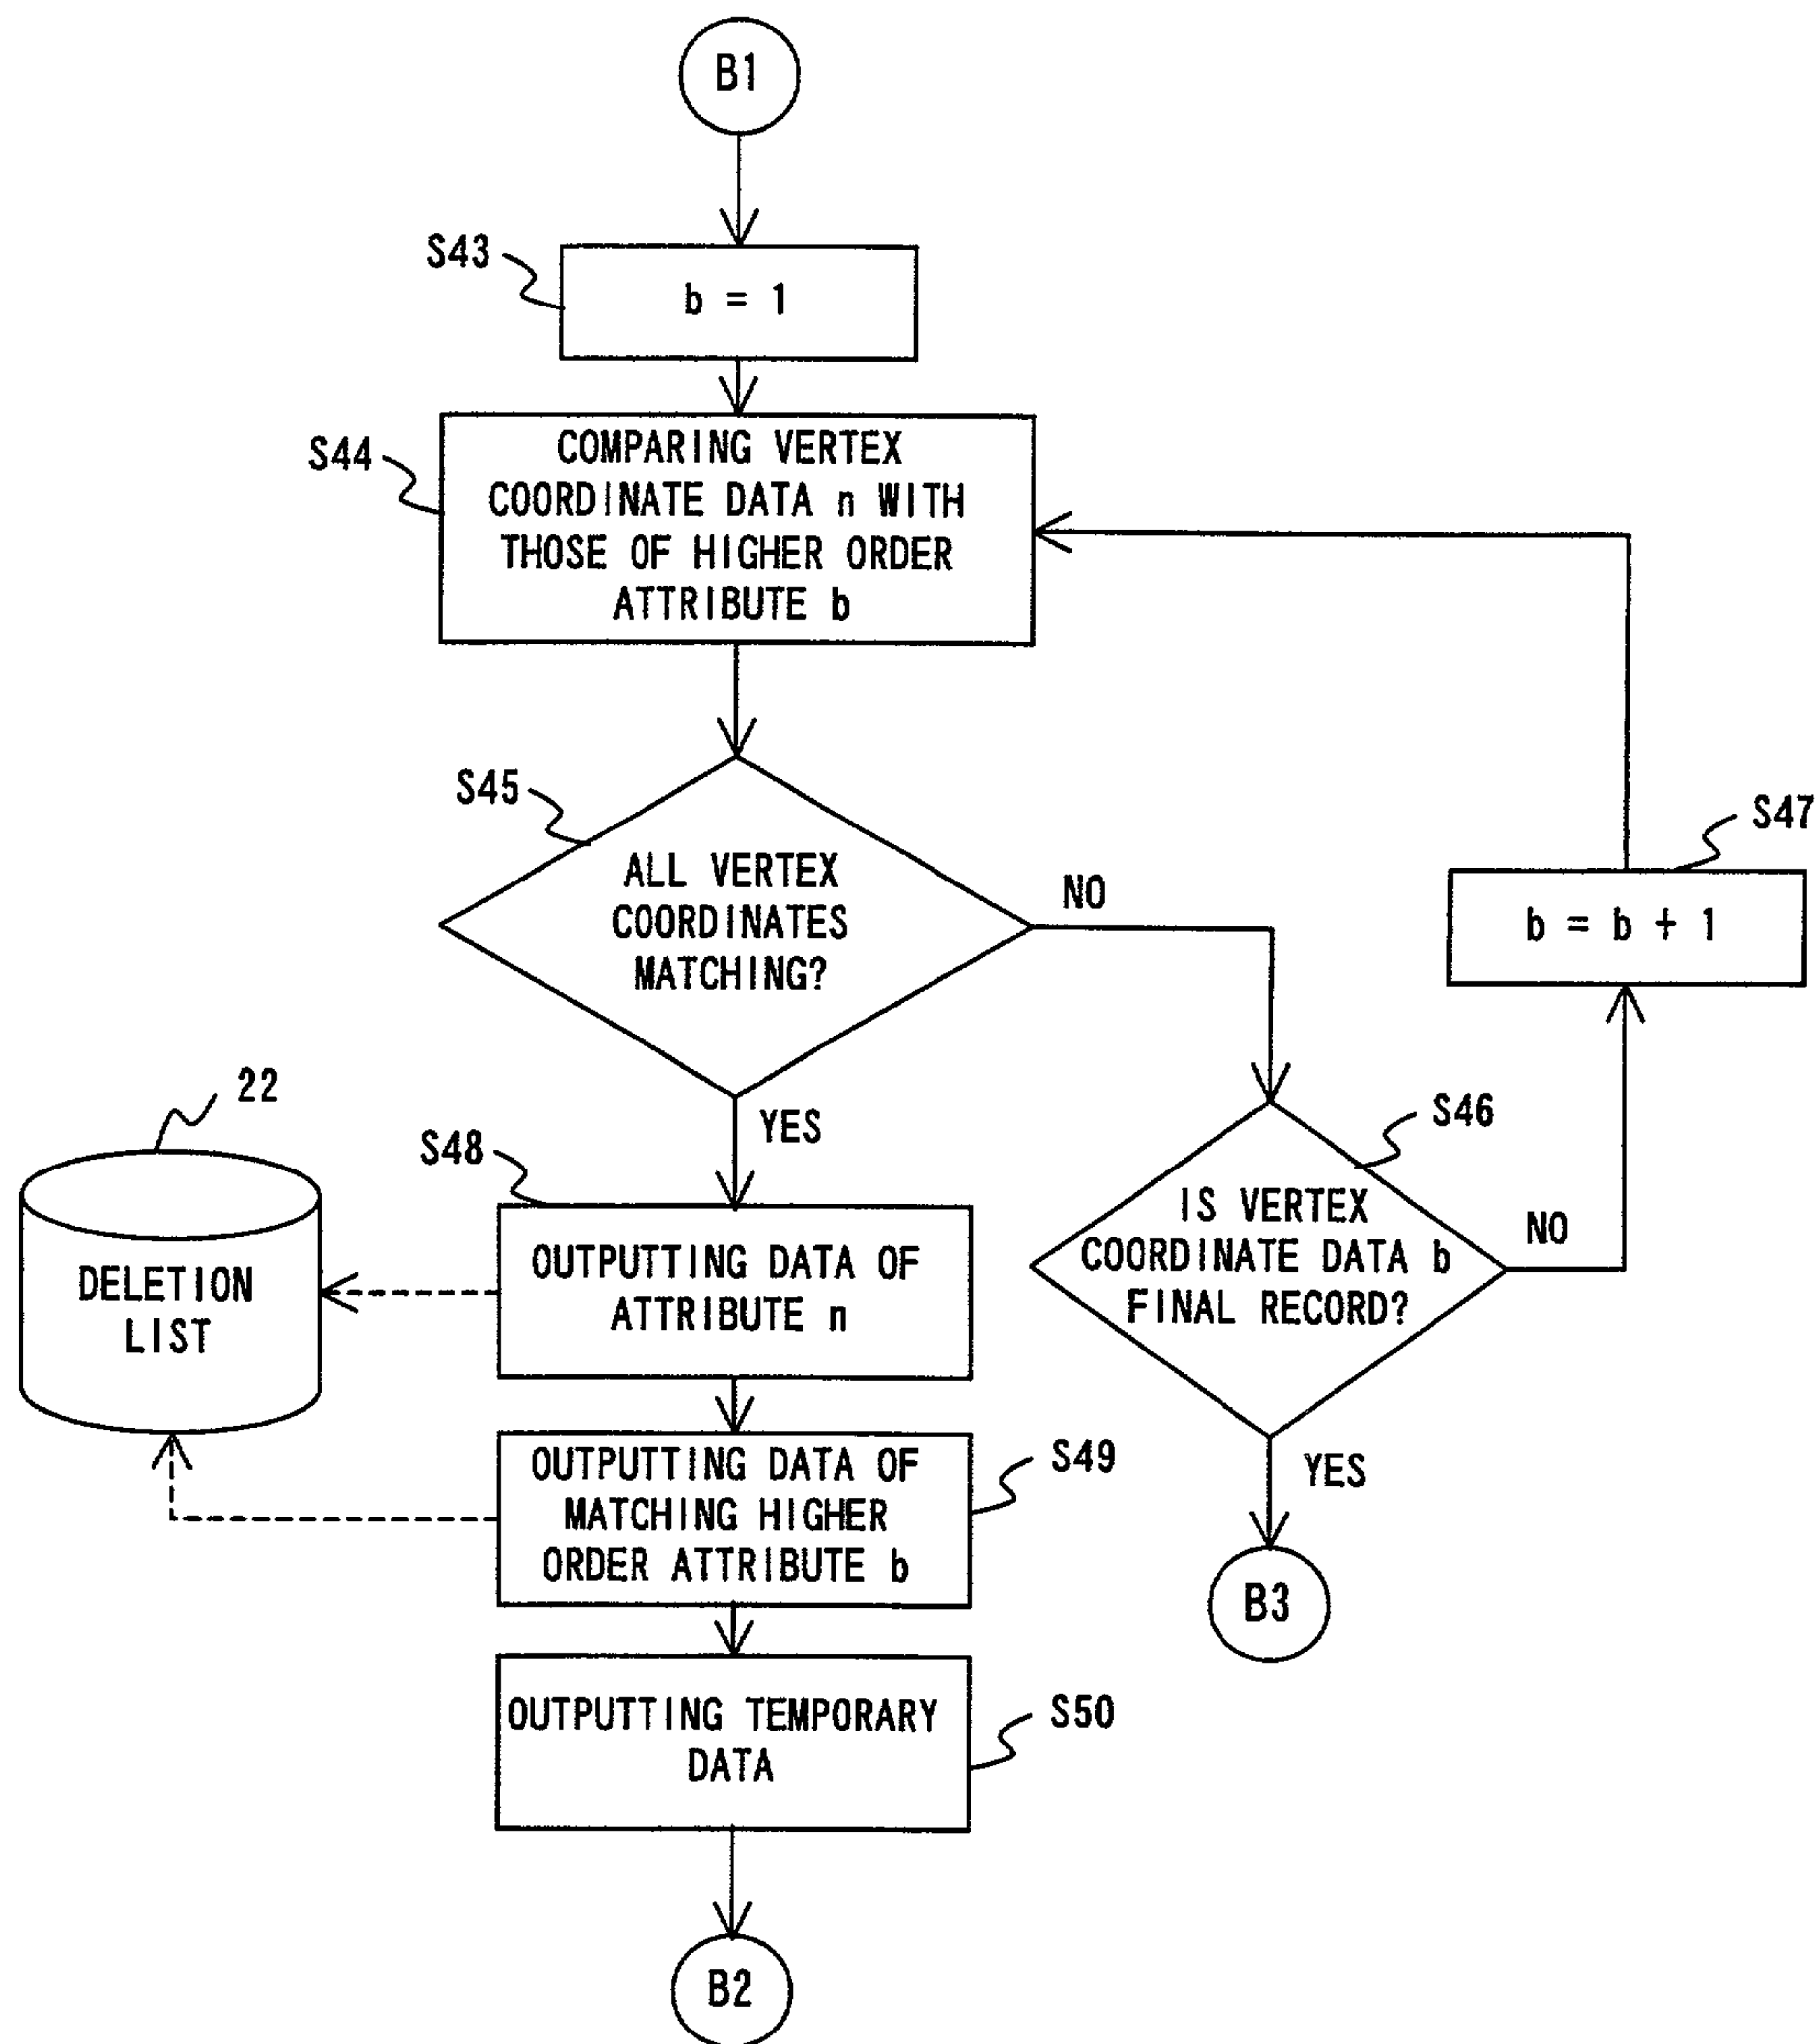 B1
S43
b = 1
S44
COMPARING VERTEX
COORDINATE DATA n WITH
THOSE OF HIGHER ORDER
ATTRIBUTE b
S45
ALL VERTEX
COORDINATES
MATCHING?
NO
S47
b = b + 1
YES
22
DELETION
LIST
S48
OUTPUTTING DATA OF
ATTRIBUTE n
S46
IS VERTEX
COORDINATE DATA b
FINAL RECORD?
NO
YES
S49
OUTPUTTING DATA OF
MATCHING HIGHER
ORDER ATTRIBUTE b
B3
S50
OUTPUTTING TEMPORARY
DATA
B2